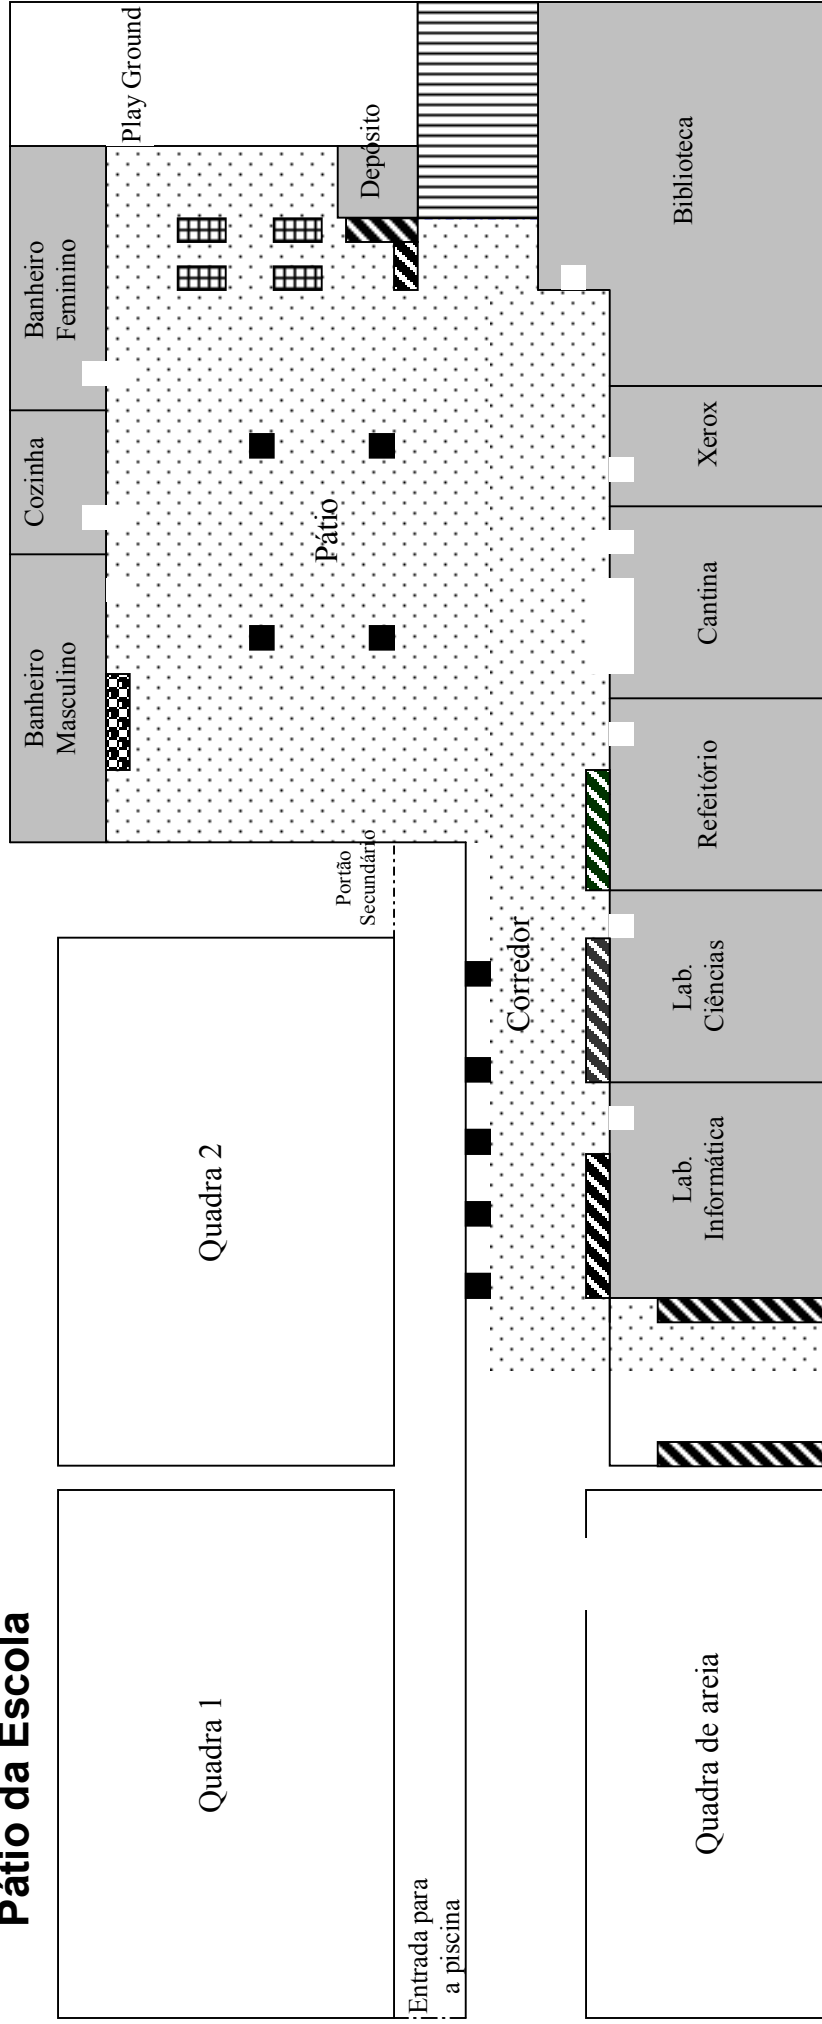 Pátio da Escola
Banheiro
Masculino
Cozinha
Banheiro
Feminino
Play Ground
Quadra 1
Quadra 2
Portão
Secundário
Pátio
Depósito
Entrada para
a piscina
Corredor
Quadra de areia
Lab.
Informática
Lab.
Ciências
Refeitório
Cantina
Xerox
Biblioteca